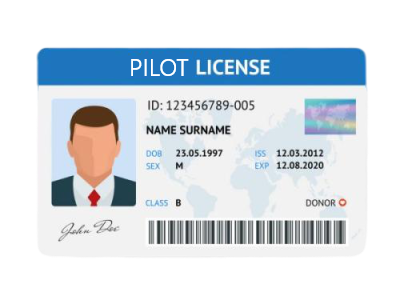 PILOT LICENSE
ID: 123456789-005
NAME SURNAME
DOB 23.05.1997 ISS 12.03.2012
SEX M EXP 12.08.2020
CLASS B DONOR
John Doe